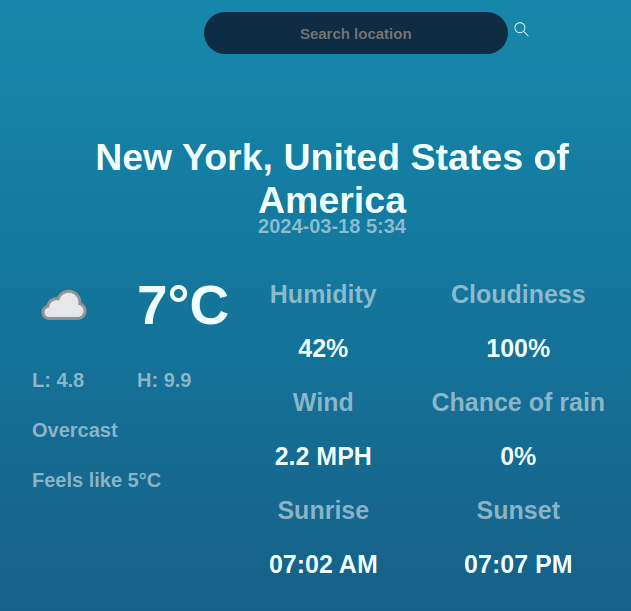 Search location
New York, United States of
America
2024-03-18 5:34
7°C
L: 4.8 H: 9.9
Overcast
Feels like 5°C
Humidity Cloudiness
42% 100%
Wind Chance of rain
2.2 MPH 0%
Sunrise Sunset
07:02 AM 07:07 PM